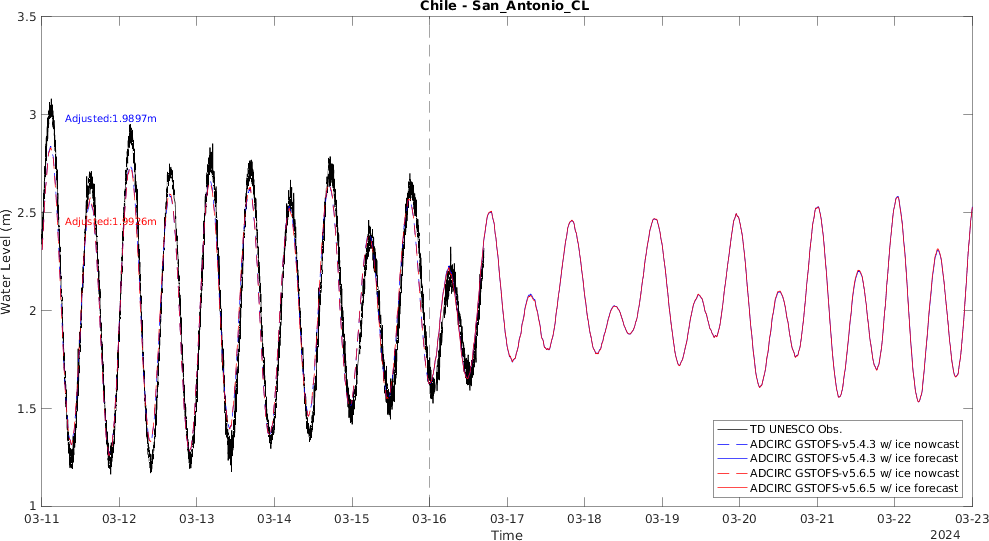 Chile - San_Antonio_CL
3.5
3
2.5
2
1.5
1
Water Level (m)
Adjusted:1.9897m
Adjusted:1.9926m
TD UNESCO Obs.
ADCIRC GSTOFS-v5.4.3 w/ ice nowcast
ADCIRC GSTOFS-v5.4.3 w/ ice forecast
ADCIRC GSTOFS-v5.6.5 w/ ice nowcast
ADCIRC GSTOFS-v5.6.5 w/ ice forecast
03-11 03-12 03-13 03-14 03-15 03-16 03-17 03-18 03-19 03-20 03-21 03-22 03-23
Time
2024